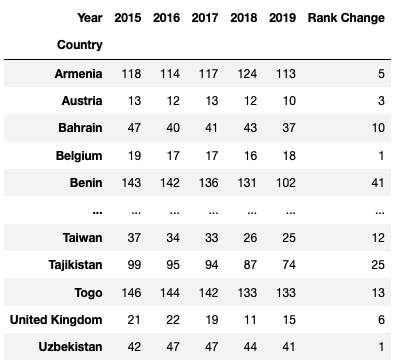 Year 2015 2016 2017 2018 2019 Rank Change
Country
Armenia 118 114 117 124 113 5
Austria 13 12 13 12 10 3
Bahrain 47 40 41 43 37 10
Belgium 19 17 17 16 18 1
Benin 143 142 136 131 102 41
... ... ... ... ... ... ...
Taiwan 37 34 33 26 25 12
Tajikistan 99 95 94 87 74 25
Togo 146 144 142 133 133 13
United Kingdom 21 22 19 11 15 6
Uzbekistan 42 47 47 44 41 1